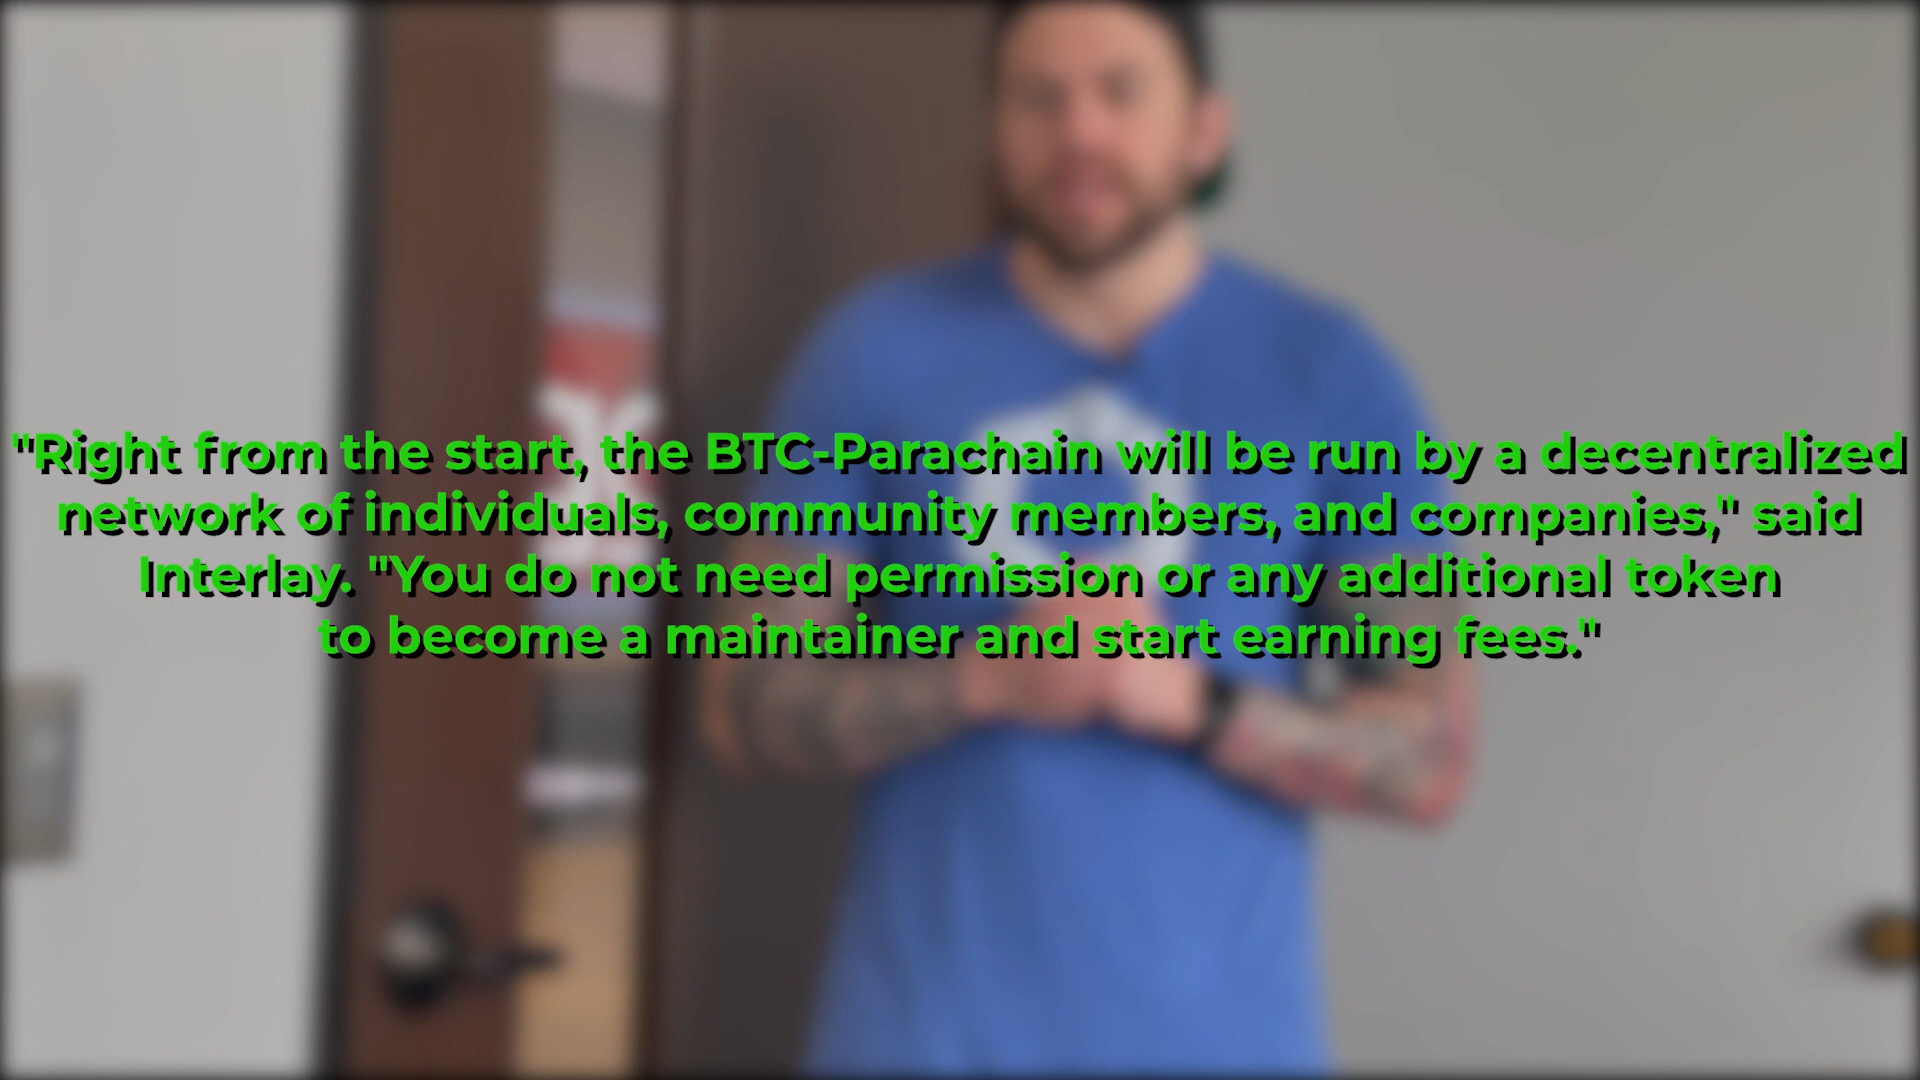 "Right from the start, the BTC-Parachain will be run by a decentralized
network of individuals, community members, and companies," said
Interlay. "You do not need permission or any additional token
to become a maintainer and start earning fees."